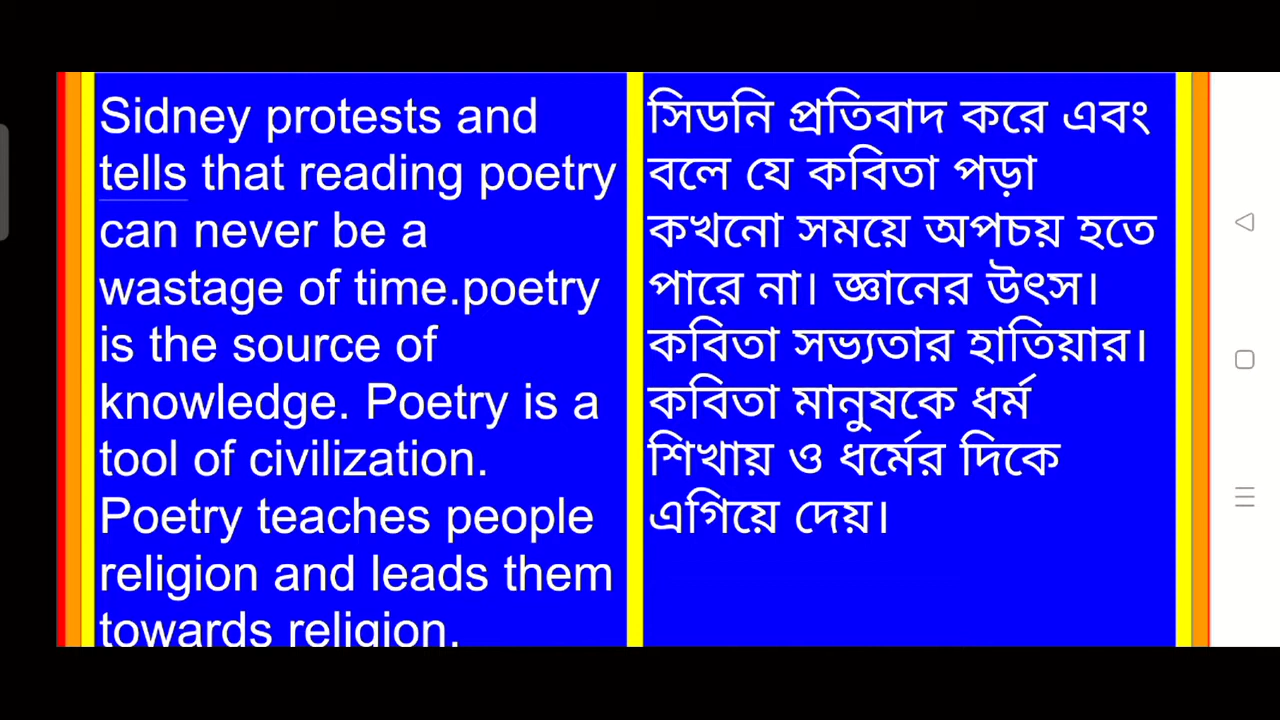 Sidney protests and
tells that reading poetry
can never be a
wastage of time.poetry
is the source of
knowledge. Poetry is a
tool of civilization.
Poetry teaches people
religion and leads them
towards religion.
সিডনি প্রতিবাদ করে এবং
বলে যে কবিতা পড়া
কখনো সময়ে অপচয় হতে
পারে না। জ্ঞানের উৎস।
কবিতা সভ্যতার হাতিয়ার।
কবিতা মানুষকে ধর্ম
শিখায় ও ধর্মের দিকে
এগিয়ে দেয়।